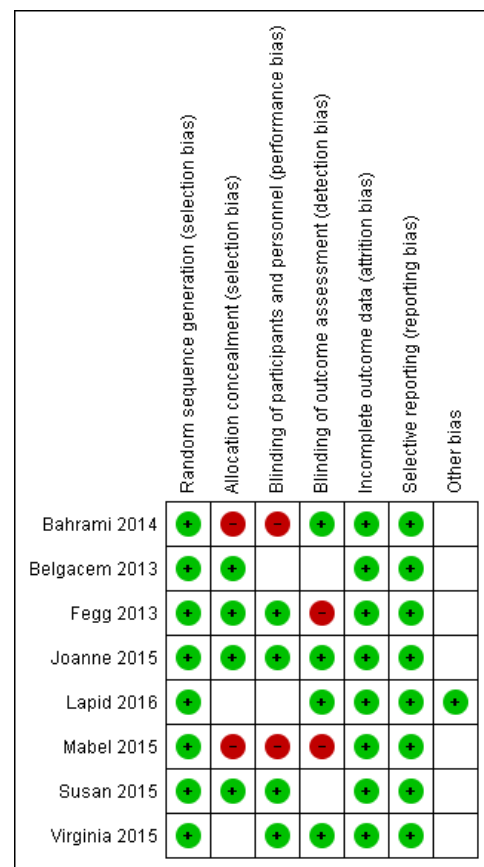 Random sequence generation (selection bias)
Allocation concealment (selection bias)
Blinding of participants and personnel (performance bias)
Blinding of outcome assessment (detection bias)
Incomplete outcome data (attrition bias)
Selective reporting (reporting bias)
Other bias
Bahrami 2014 + - - + + +
Belgacem 2013 + + + +
Fegg 2013 + + + - + +
Joanne 2015 + + + + + +
Lapid 2016 + + + + +
Mabel 2015 + - - - + +
Susan 2015 + + + + +
Virginia 2015 + + + + +